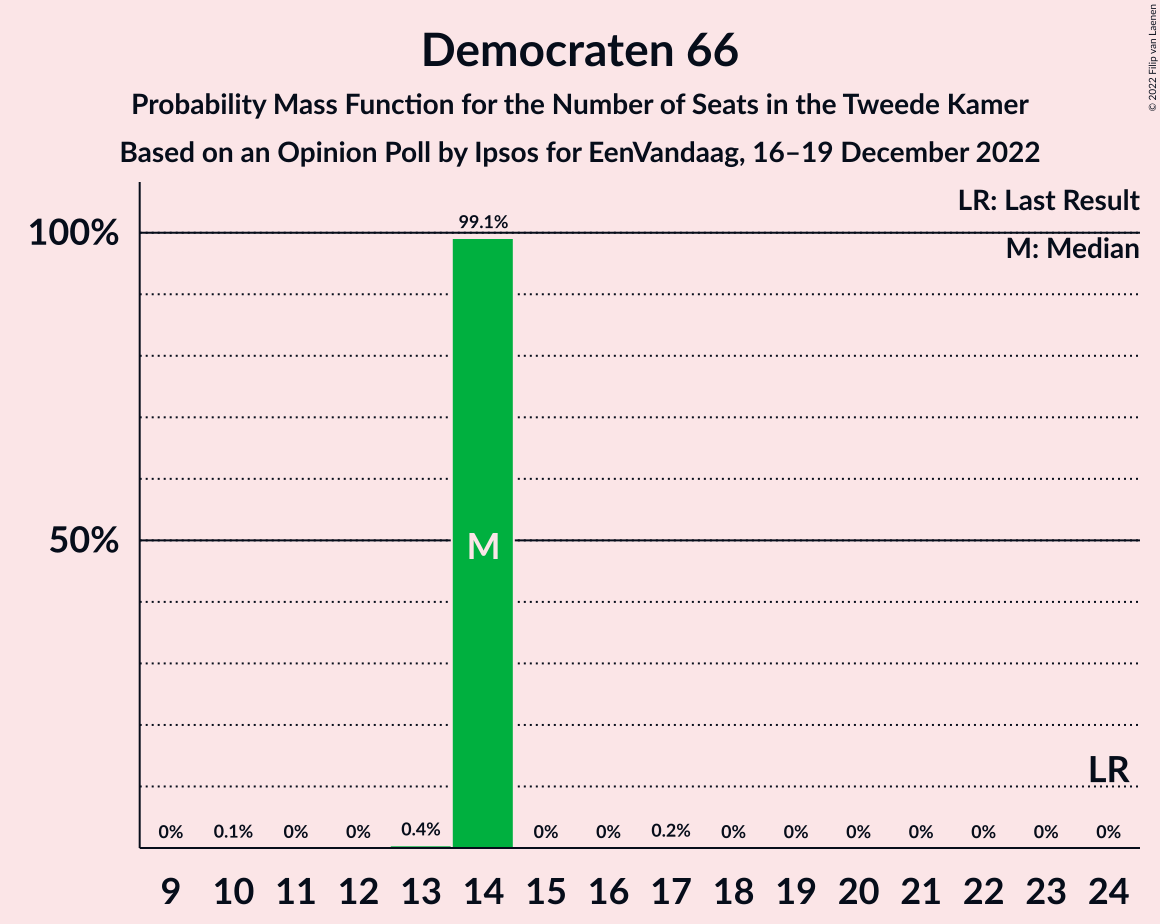 Democraten 66
Probability Mass Function for the Number of Seats in the Tweede Kamer
Based on an Opinion Poll by Ipsos for EenVandaag, 16–19 December 2022
© 2022 Filip van Laenen
LR: Last Result
M: Median
99.1%
100%
50%
M
LR
0% 0.1% 0% 0% 0.4% 0% 0% 0.2% 0% 0% 0% 0% 0% 0% 0%
9 10 11 12 13 14 15 16 17 18 19 20 21 22 23 24